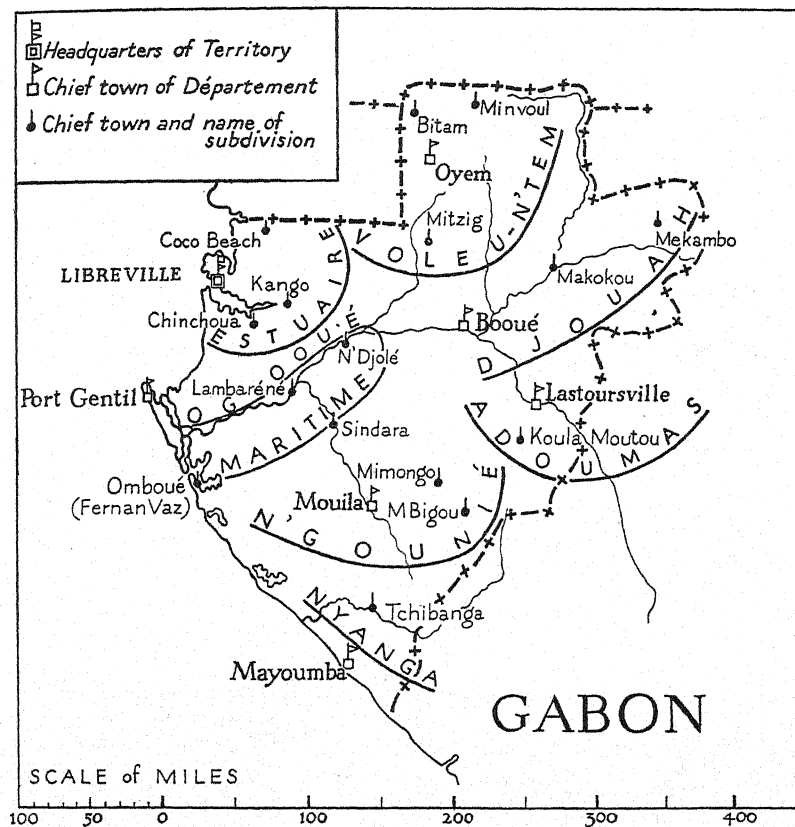 Headquarters of Territory
Chief town of Département
Chief town and name of
subdivision
Minvoul
Bitam
Oyem
VOLEU-N'TEM
Mitzig
Mekambo
Coco Beach
LIBREVILLE
Kango
Chinchoua
ESTUAIRE
Makokou
DJOUAH
Booué
N'Djolé
OGOOU'É
MARITIME
Port Gentil
Lambaréné
Lastoursville
Sindara
Koula Moutou
ADOUMAS
Omboué
(Fernan Vaz)
Mimongo
Mouila
M Bigou
N'GOUNIÉ
Tchibanga
NYANGA
Mayoumba
GABON
SCALE of MILES
100 50 0 100 200 300 400